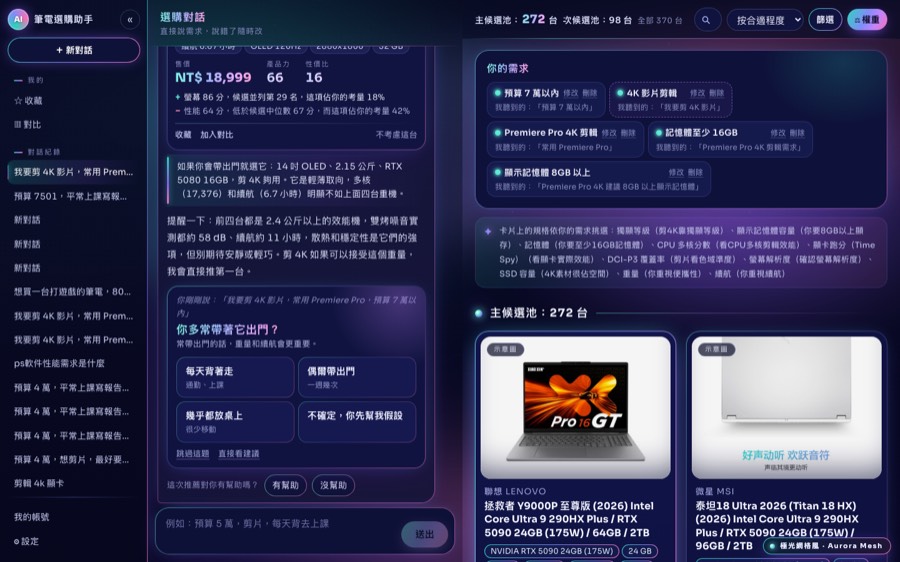 AI 筆電選購助手 «
+ 新對話
我的
☆ 收藏
對比
對話紀錄
我要剪 4K 影片，常用 Prem...
預算 7501，平常上課寫報...
新對話
新對話
新對話
想買一台打遊戲的筆電，80...
我要剪 4K 影片，常用 Prem...
我要剪 4K 影片，常用 Prem...
ps軟件性能需求是什麼
預算 4 萬，平常上課寫報告...
預算 4 萬，平常上課寫報告...
預算 4 萬，平常上課寫報告...
預算 4 萬，想剪片，最好要...
剪輯 4k 顯卡
我的帳號
設定
選購對話
直接說需求，說錯了隨時改
續航 6.67 小時 OLED 120Hz 2880x1800 32 GB
售價 產品力 性價比
NT$ 18,999 66 16
+ 螢幕 86 分，候選並列第 29 名，這項佔你的考量 18%
− 性能 64 分，低於候選中位數 67 分，而這項佔你的考量 42%
收藏 加入對比 不考慮這台
如果你會帶出門就選它：14 吋 OLED、2.15 公斤、RTX
5080 16GB，剪 4K 夠用。它是輕薄取向，多核
（17,376）和續航（6.7 小時）明顯不如上面四台重機。
提醒一下：前四台都是 2.4 公斤以上的效能機，雙烤噪音實
測都約 58 dB、續航約 11 小時，散熱和穩定性是它們的強
項，但別期待安靜或輕巧。剪 4K 如果可以接受這個重量，
我會直接推第一台。
你剛剛說：「我要剪 4K 影片，常用 Premiere Pro，預算 7 萬以
內」
你多常帶著它出門？
常帶出門的話，重量和續航會更重要。
每天背著走
通勤、上課
偶爾帶出門
一週幾次
幾乎都放桌上
很少移動
不確定，你先幫我假設
跳過這題 直接看建議
這次推薦對你有幫助嗎？ 有幫助 沒幫助
例如：預算 5 萬，剪片，每天背去上課
送出
主候選池：272 台 次候選池：98 台 全部 370 台
按合適程度 篩選 權重
你的需求
預算 7 萬以內 修改 刪除
我聽到的：「預算 7 萬以內」
4K 影片剪輯 修改 刪除
我聽到的：「我要剪 4K 影片」
Premiere Pro 4K 剪輯 修改 刪除
我聽到的：「常用 Premiere Pro」
記憶體至少 16GB 修改 刪除
我聽到的：「Premiere Pro 4K 剪輯需求」
顯示記憶體 8GB 以上 修改 刪除
我聽到的：「Premiere Pro 4K 建議 8GB 以上顯示記憶體」
卡片上的規格依你的需求挑選：獨顯等級（剪4K靠獨顯等級）、顯示記憶體容量（你要8GB以上顯
存）、記憶體（你要至少16GB記憶體）、CPU 多核分數（看CPU多核剪輯效能）、顯卡跑分（Time
Spy）（看顯卡實際效能）、DCI-P3 覆蓋率（剪片看色域準度）、螢幕解析度（確認螢幕解析度）、
SSD 容量（4K素材很佔空間）、重量（你重視便攜性）、續航（你重視續航）
主候選池：272 台
示意圖
Pro 16 GT
聯想 LENOVO
拯救者 Y9000P 至尊版 (2026) Intel
Core Ultra 9 290HX Plus / RTX
5090 24GB (175W) / 64GB / 2TB
NVIDIA RTX 5090 24GB (175W) 24 GB
示意圖
好声动听 欢跃音符
声临其境更动听
微星 MSI
泰坦18 Ultra 2026 (Titan 18 HX)
(2026) Intel Core Ultra 9 290HX
Plus / RTX 5090 24GB (175W) /
96GB / 2TB
極光網格風 · Aurora Mesh
NVIDIA RTX 5090 24GB (175W) 24 GB